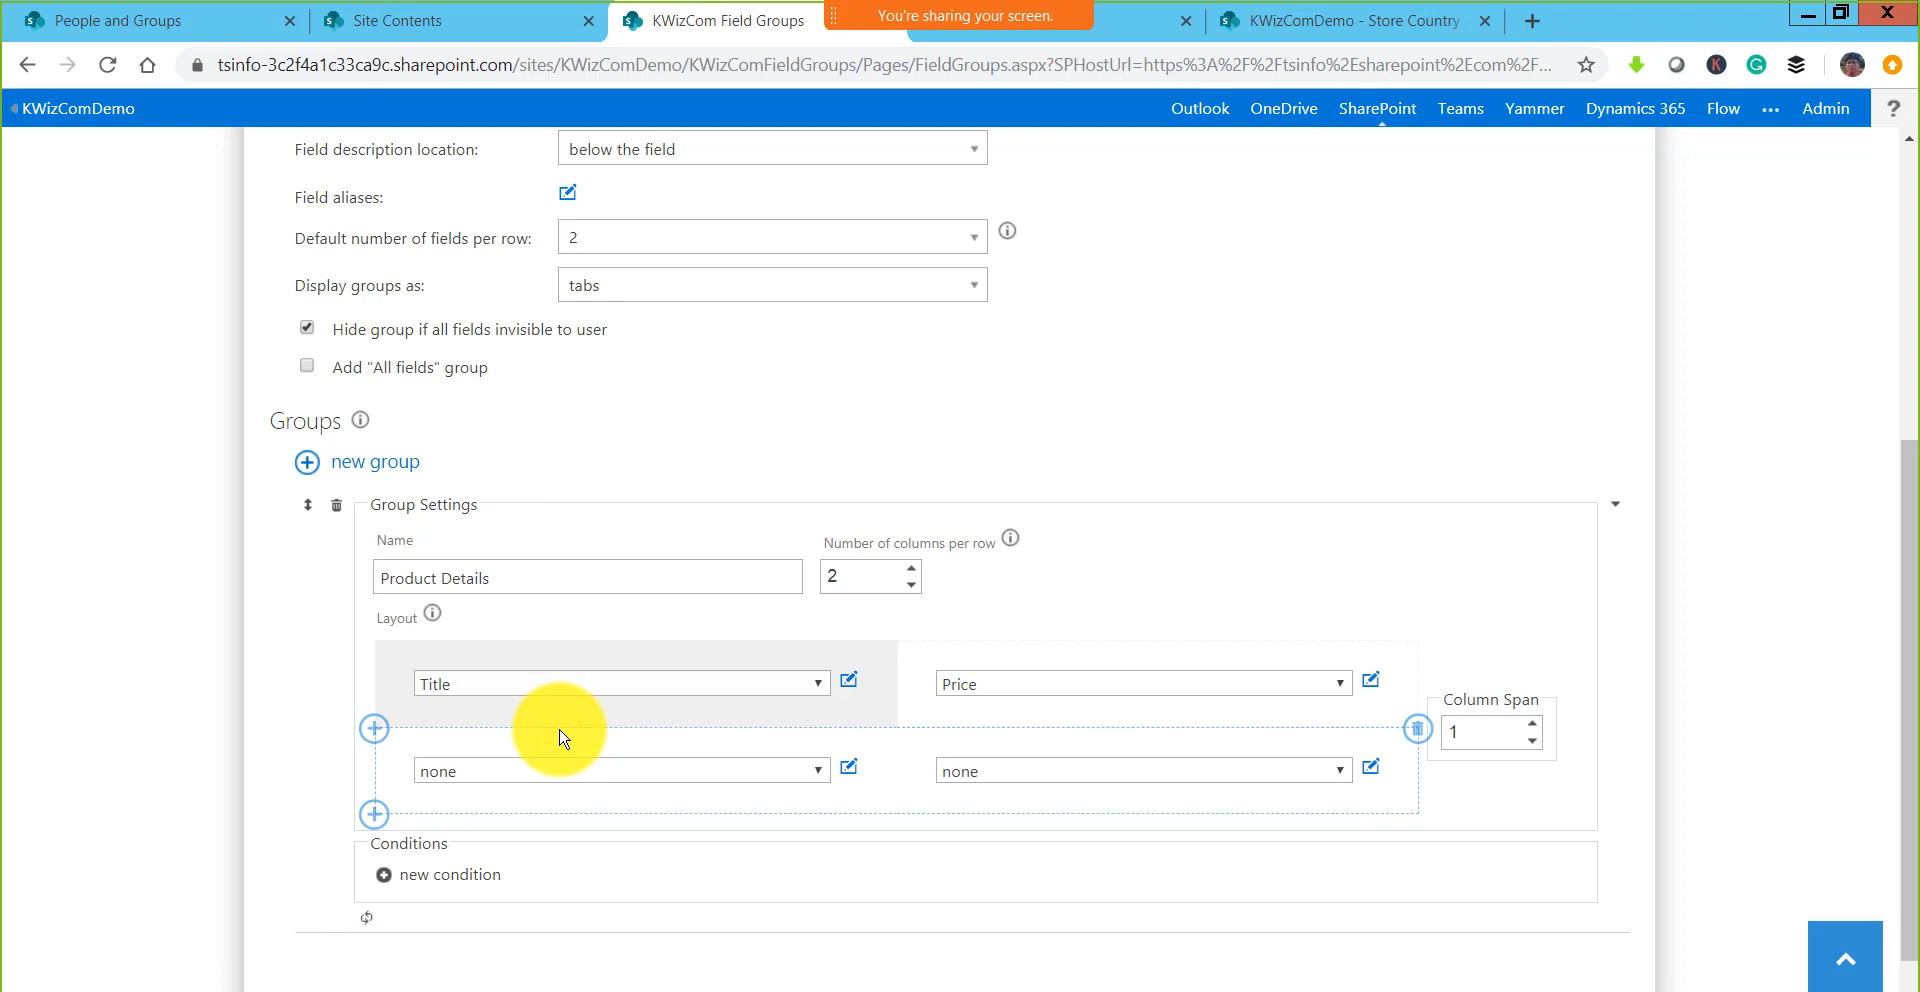 People and Groups
Site Contents
KWizCom Field Groups
You're sharing your screen.
KWizComDemo - Store Country
tsinfo-3c2f4a1c33ca9c.sharepoint.com/sites/KWizComDemo/KWizComFieldGroups/Pages/FieldGroups.aspx?SPHostUrl=https%3A%2F%2Ftsinfo%2Esharepoint%2Ecom%2F...
KWizComDemo
Outlook OneDrive SharePoint Teams Yammer Dynamics 365 Flow ... Admin ?
Field description location: below the field
Field aliases:
Default number of fields per row: 2
Display groups as: tabs
Hide group if all fields invisible to user
Add "All fields" group
Groups
new group
Group Settings
Name
Number of columns per row
Product Details
2
Layout
Title
Price
Column Span
1
none
none
Conditions
new condition